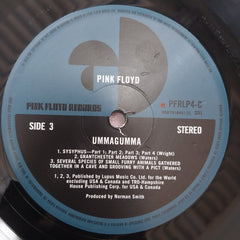 PINK FLOYD
PINK FLOYD RECORDS
PFRLP4-C
SIDE 3
STEREO
UMMAGUMMA
1. SYSYPHUS—Part 1; Part 2; Part 3; Part 4 (Wright)
2. GRANTCHESTER MEADOWS (Waters)
3. SEVERAL SPECIES OF SMALL FURRY ANIMALS GATHERED
TOGETHER IN A CAVE AND GROOVING WITH A PICT (Waters)
1, 2, 3, Published by Lupus Music Co. Ltd. for the World
excluding USA & Canada and TRO-Hampshire
House Publishing Corp. for USA & Canada
Produced by Norman Smith